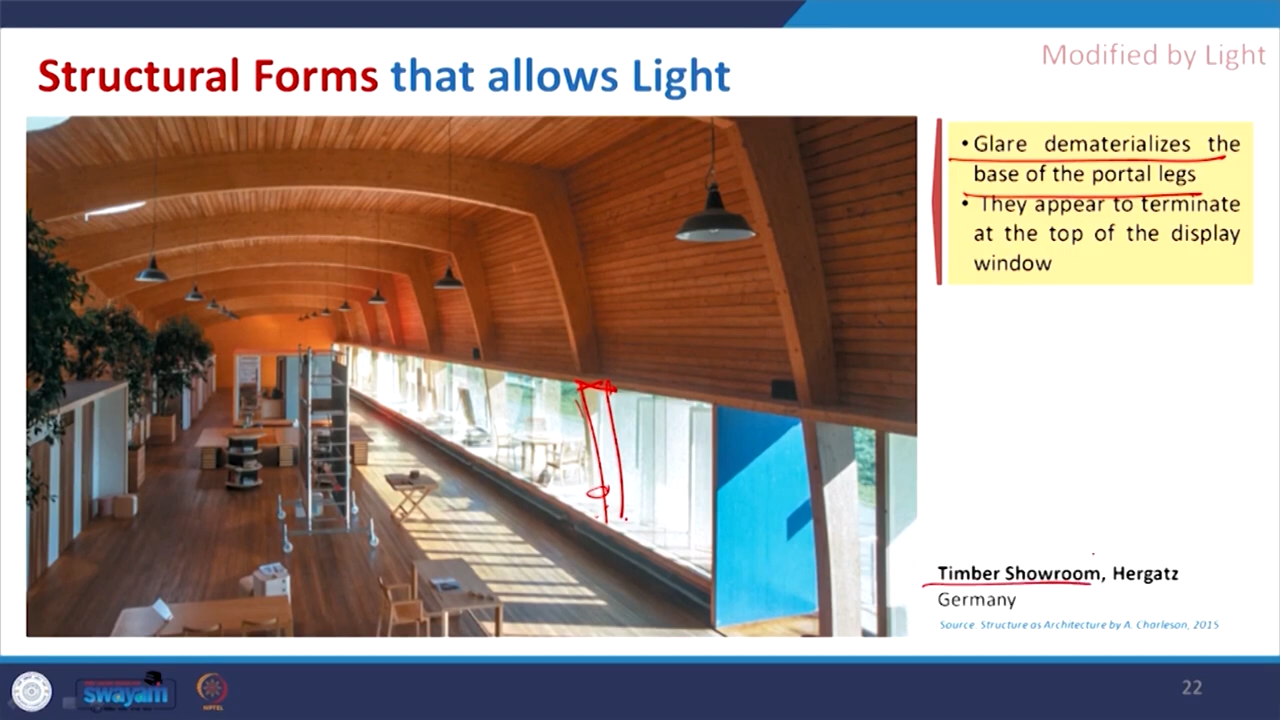 Modified by Light
Structural Forms that allows Light
• Glare dematerializes the
base of the portal legs
• They appear to terminate
at the top of the display
window
Timber Showroom, Hergatz
Germany
Source: Structure as Architecture by A. Charleson, 2015
swayam
NPTEL
22